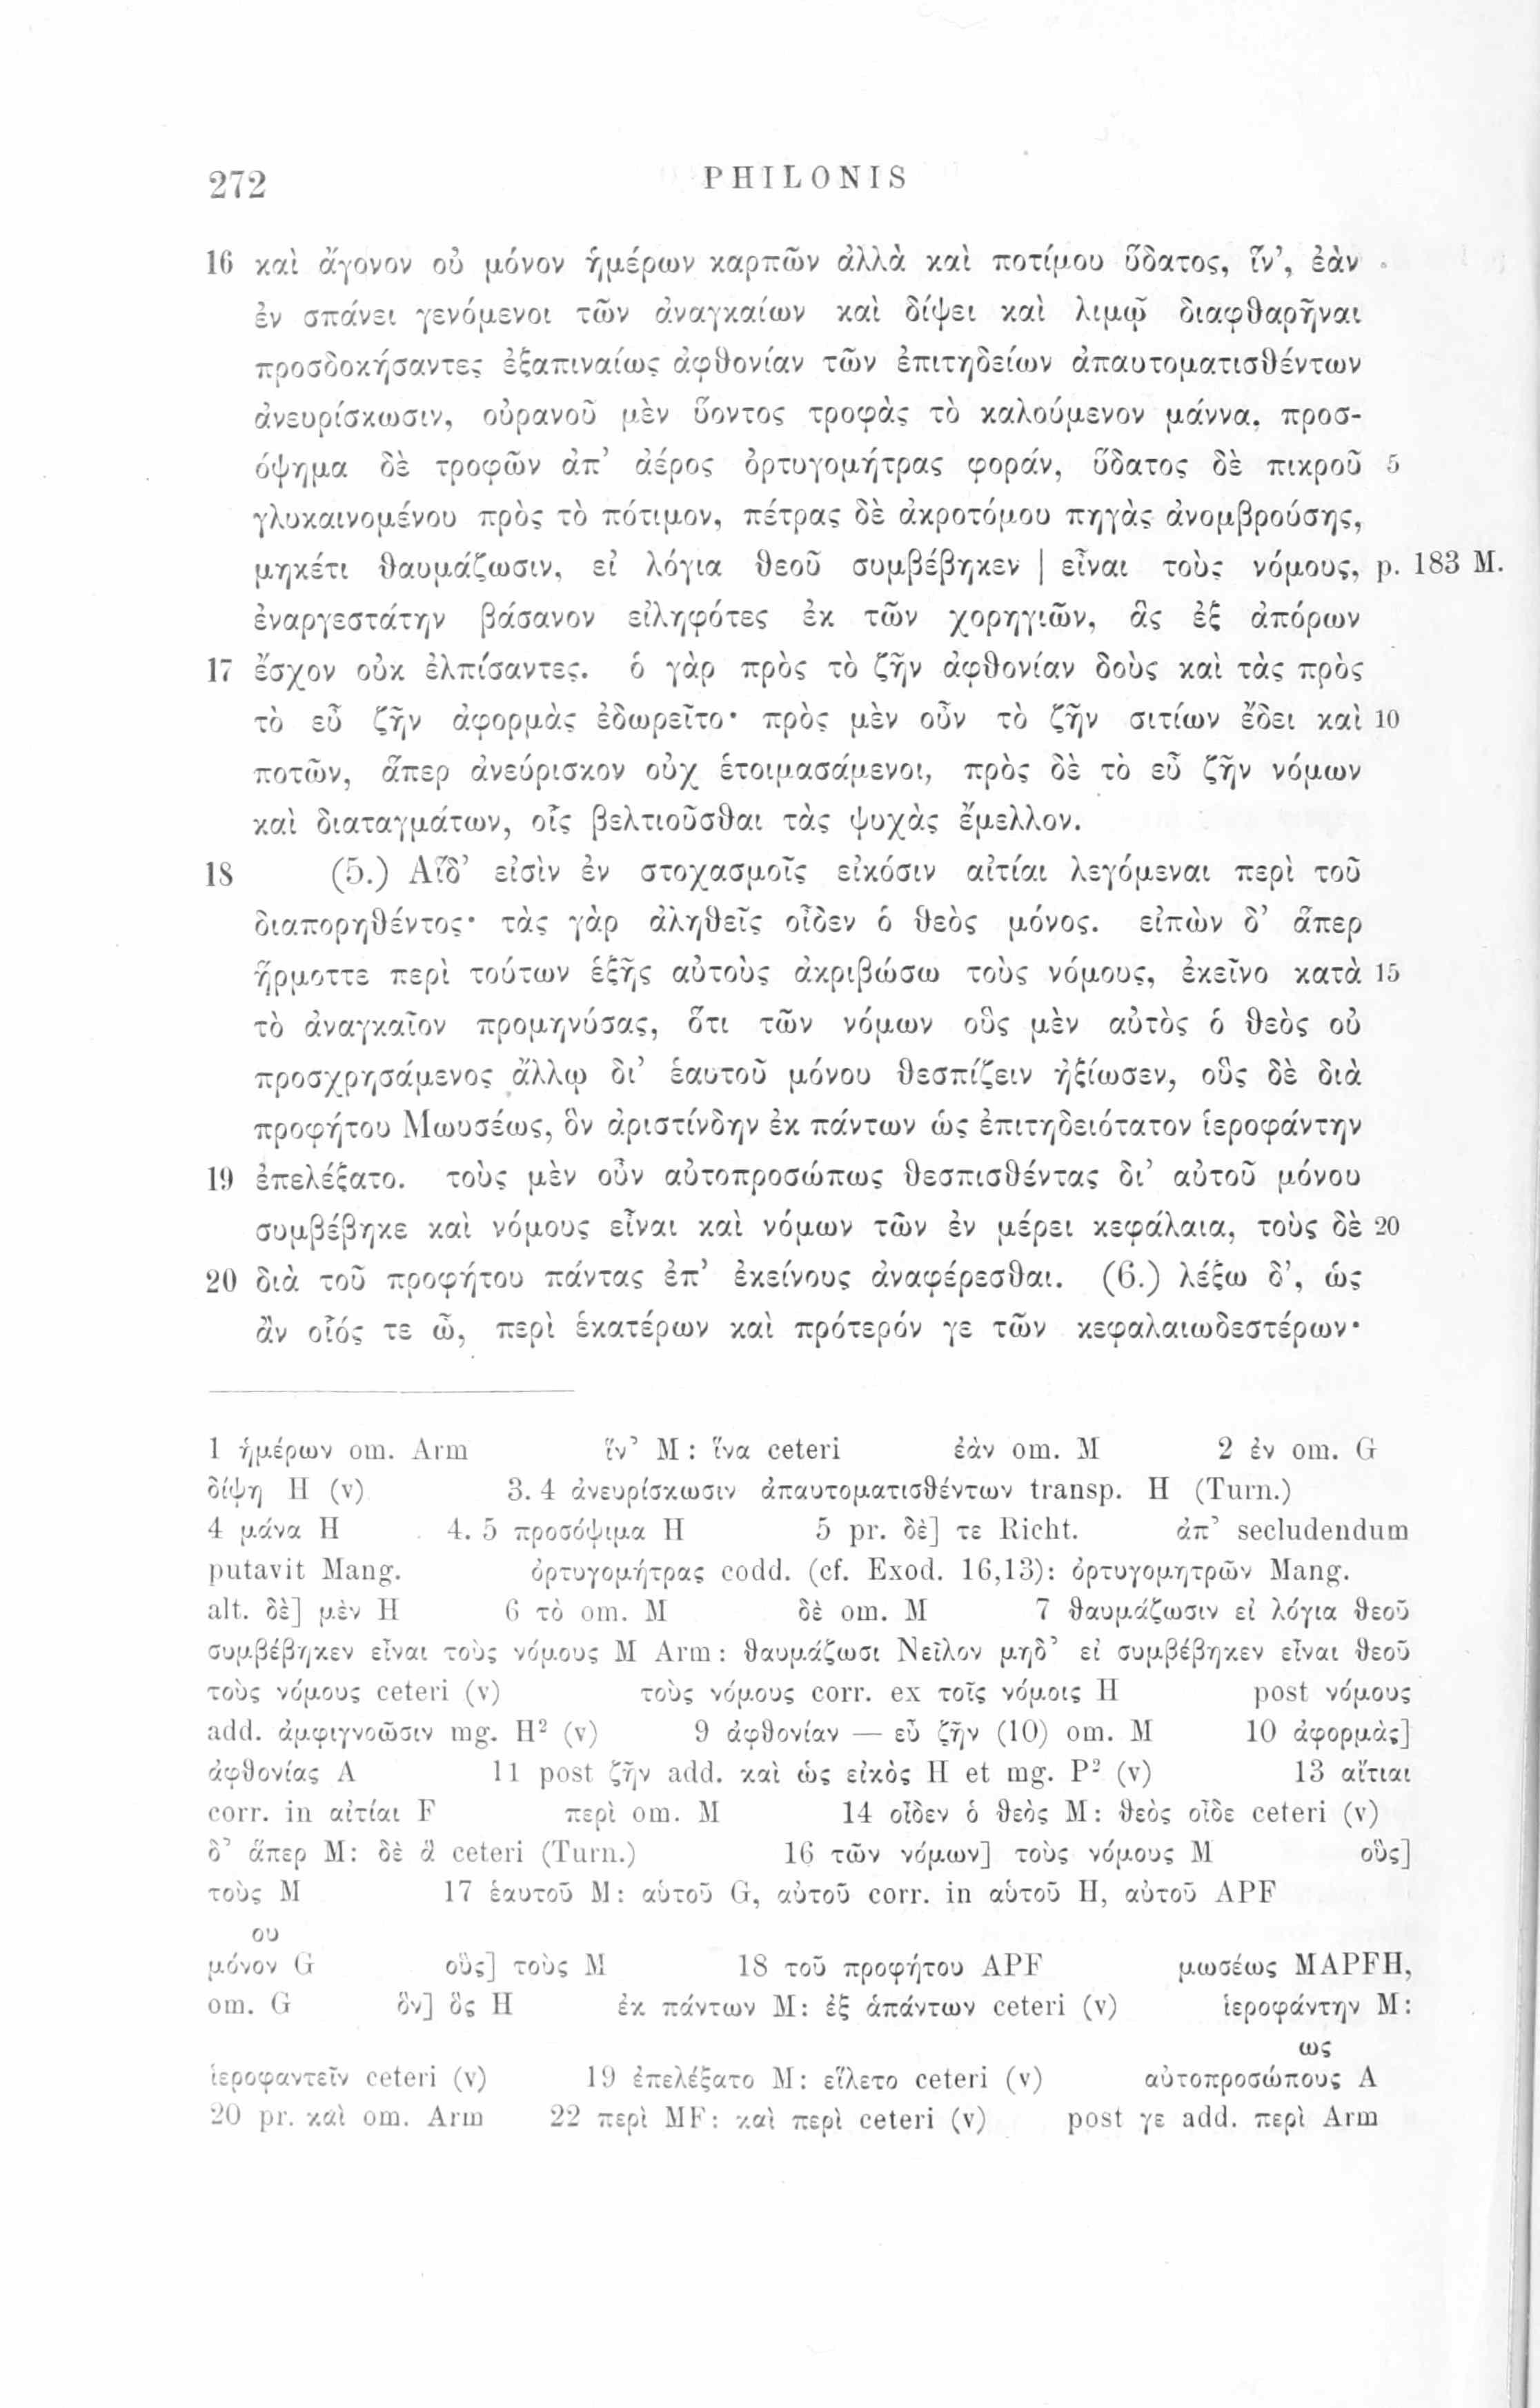 272 PHILONIS
16 καὶ ἄγονον οὐ μόνον ἡμέρων καρπῶν ἀλλὰ καὶ ποτίμου ὕδατος, ἵν’, ἐὰν
ἐν σπάνει γενόμενοι τῶν ἀναγκαίων καὶ δίψει καὶ λιμῷ διαφθαρῆναι
προσδοκήσαντες ἐξαπιναίως ἀφθονίαν τῶν ἐπιτηδείων ἀπαυτοματισθέντων
ἀνευρίσκωσιν, οὐρανοῦ μὲν ὕοντος τροφὰς τὸ καλούμενον μάννα, προσ-
όψημα δὲ τροφῶν ἀπ’ ἀέρος ὀρτυγομήτρας φοράν, ὕδατος δὲ πικροῦ 5
γλυκαινομένου πρὸς τὸ πότιμον, πέτρας δὲ ἀκροτόμου πηγὰς ἀνομβρούσης,
μηκέτι θαυμάζωσιν, εἰ λόγια θεοῦ συμβέβηκεν | εἶναι τοὺς νόμους, p. 183 M.
ἐναργεστάτην βάσανον εἰληφότες ἐκ τῶν χορηγιῶν, ἃς ἐξ ἀπόρων
17 ἔσχον οὐκ ἐλπίσαντες. ὁ γὰρ πρὸς τὸ ζῆν ἀφθονίαν δοὺς καὶ τὰς πρὸς
τὸ εὖ ζῆν ἀφορμὰς ἐδωρεῖτο· πρὸς μὲν οὖν τὸ ζῆν σιτίων ἔδει καὶ 10
ποτῶν, ἅπερ ἀνεύρισκον οὐχ ἑτοιμασάμενοι, πρὸς δὲ τὸ εὖ ζῆν νόμων
καὶ διαταγμάτων, οἷς βελτιοῦσθαι τὰς ψυχὰς ἔμελλον.
18 (5.) Αἵδ’ εἰσὶν ἐν στοχασμοῖς εἰκόσιν αἰτίαι λεγόμεναι περὶ τοῦ
διαπορηθέντος· τὰς γὰρ ἀληθεῖς οἶδεν ὁ θεὸς μόνος. εἰπὼν δ’ ἅπερ
ἥρμοττε περὶ τούτων ἑξῆς αὐτοὺς ἀκριβώσω τοὺς νόμους, ἐκεῖνο κατὰ 15
τὸ ἀναγκαῖον προμηνύσας, ὅτι τῶν νόμων οὓς μὲν αὐτὸς ὁ θεὸς οὐ
προσχρησάμενος ἄλλῳ δι’ ἑαυτοῦ μόνου θεσπίζειν ἠξίωσεν, οὓς δὲ διὰ
προφήτου Μωυσέως, ὃν ἀριστίνδην ἐκ πάντων ὡς ἐπιτηδειότατον ἱεροφάντην
19 ἐπελέξατο. τοὺς μὲν οὖν αὐτοπροσώπως θεσπισθέντας δι’ αὐτοῦ μόνου
συμβέβηκε καὶ νόμους εἶναι καὶ νόμων τῶν ἐν μέρει κεφάλαια, τοὺς δὲ 20
20 διὰ τοῦ προφήτου πάντας ἐπ’ ἐκείνους ἀναφέρεσθαι. (6.) λέξω δ’, ὡς
ἂν οἷός τε ὦ, περὶ ἑκατέρων καὶ πρότερόν γε τῶν κεφαλαιωδεστέρων·
1 ἡμέρων om. Arm ἵν’ M: ἵνα ceteri ἐὰν om. M 2 ἐν om. G
δίψη H (v) 3. 4 ἀνευρίσκωσιν ἀπαυτοματισθέντων transp. H (Turn.)
4 μάνα H 4. 5 προσόψιμα H 5 pr. δὲ] τε Richt. ἀπ’ secludendum
putavit Mang. ὀρτυγομήτρας codd. (cf. Exod. 16,13): ὀρτυγομητρῶν Mang.
alt. δὲ] μὲν H 6 τὸ om. M δὲ om. M 7 θαυμάζωσιν εἰ λόγια θεοῦ
συμβέβηκεν εἶναι τοὺς νόμους M Arm: θαυμάζωσι Νεῖλον μηδ’ εἰ συμβέβηκεν εἶναι θεοῦ
τοὺς νόμους ceteri (v) τοὺς νόμους corr. ex τοῖς νόμοις H post νόμους
add. ἀμφιγνοῶσιν mg. H² (v) 9 ἀφθονίαν — εὖ ζῆν (10) om. M 10 ἀφορμὰς]
ἀφθονίας A 11 post ζῆν add. καὶ ὡς εἰκὸς H et mg. P² (v) 13 αἴτιαι
corr. in αἰτίαι F περὶ om. M 14 οἶδεν ὁ θεὸς M: θεὸς οἶδε ceteri (v)
δ’ ἅπερ M: δὲ ἃ ceteri (Turn.) 16 τῶν νόμων] τοὺς νόμους M οὓς]
τοὺς M 17 ἑαυτοῦ M: αὑτοῦ G, αὐτοῦ corr. in αὑτοῦ H, αὐτοῦ APF
ου
μόνον G οὓς] τοὺς M 18 τοῦ προφήτου APF μωσέως MAPFH,
om. G ὃν] ὃς H ἐκ πάντων M: ἐξ ἁπάντων ceteri (v) ἱεροφάντην M:
ως
ἱεροφαντεῖν ceteri (v) 19 ἐπελέξατο M: εἵλετο ceteri (v) αὐτοπροσώπους A
20 pr. καὶ om. Arm 22 περὶ MF: καὶ περὶ ceteri (v) post γε add. περὶ Arm